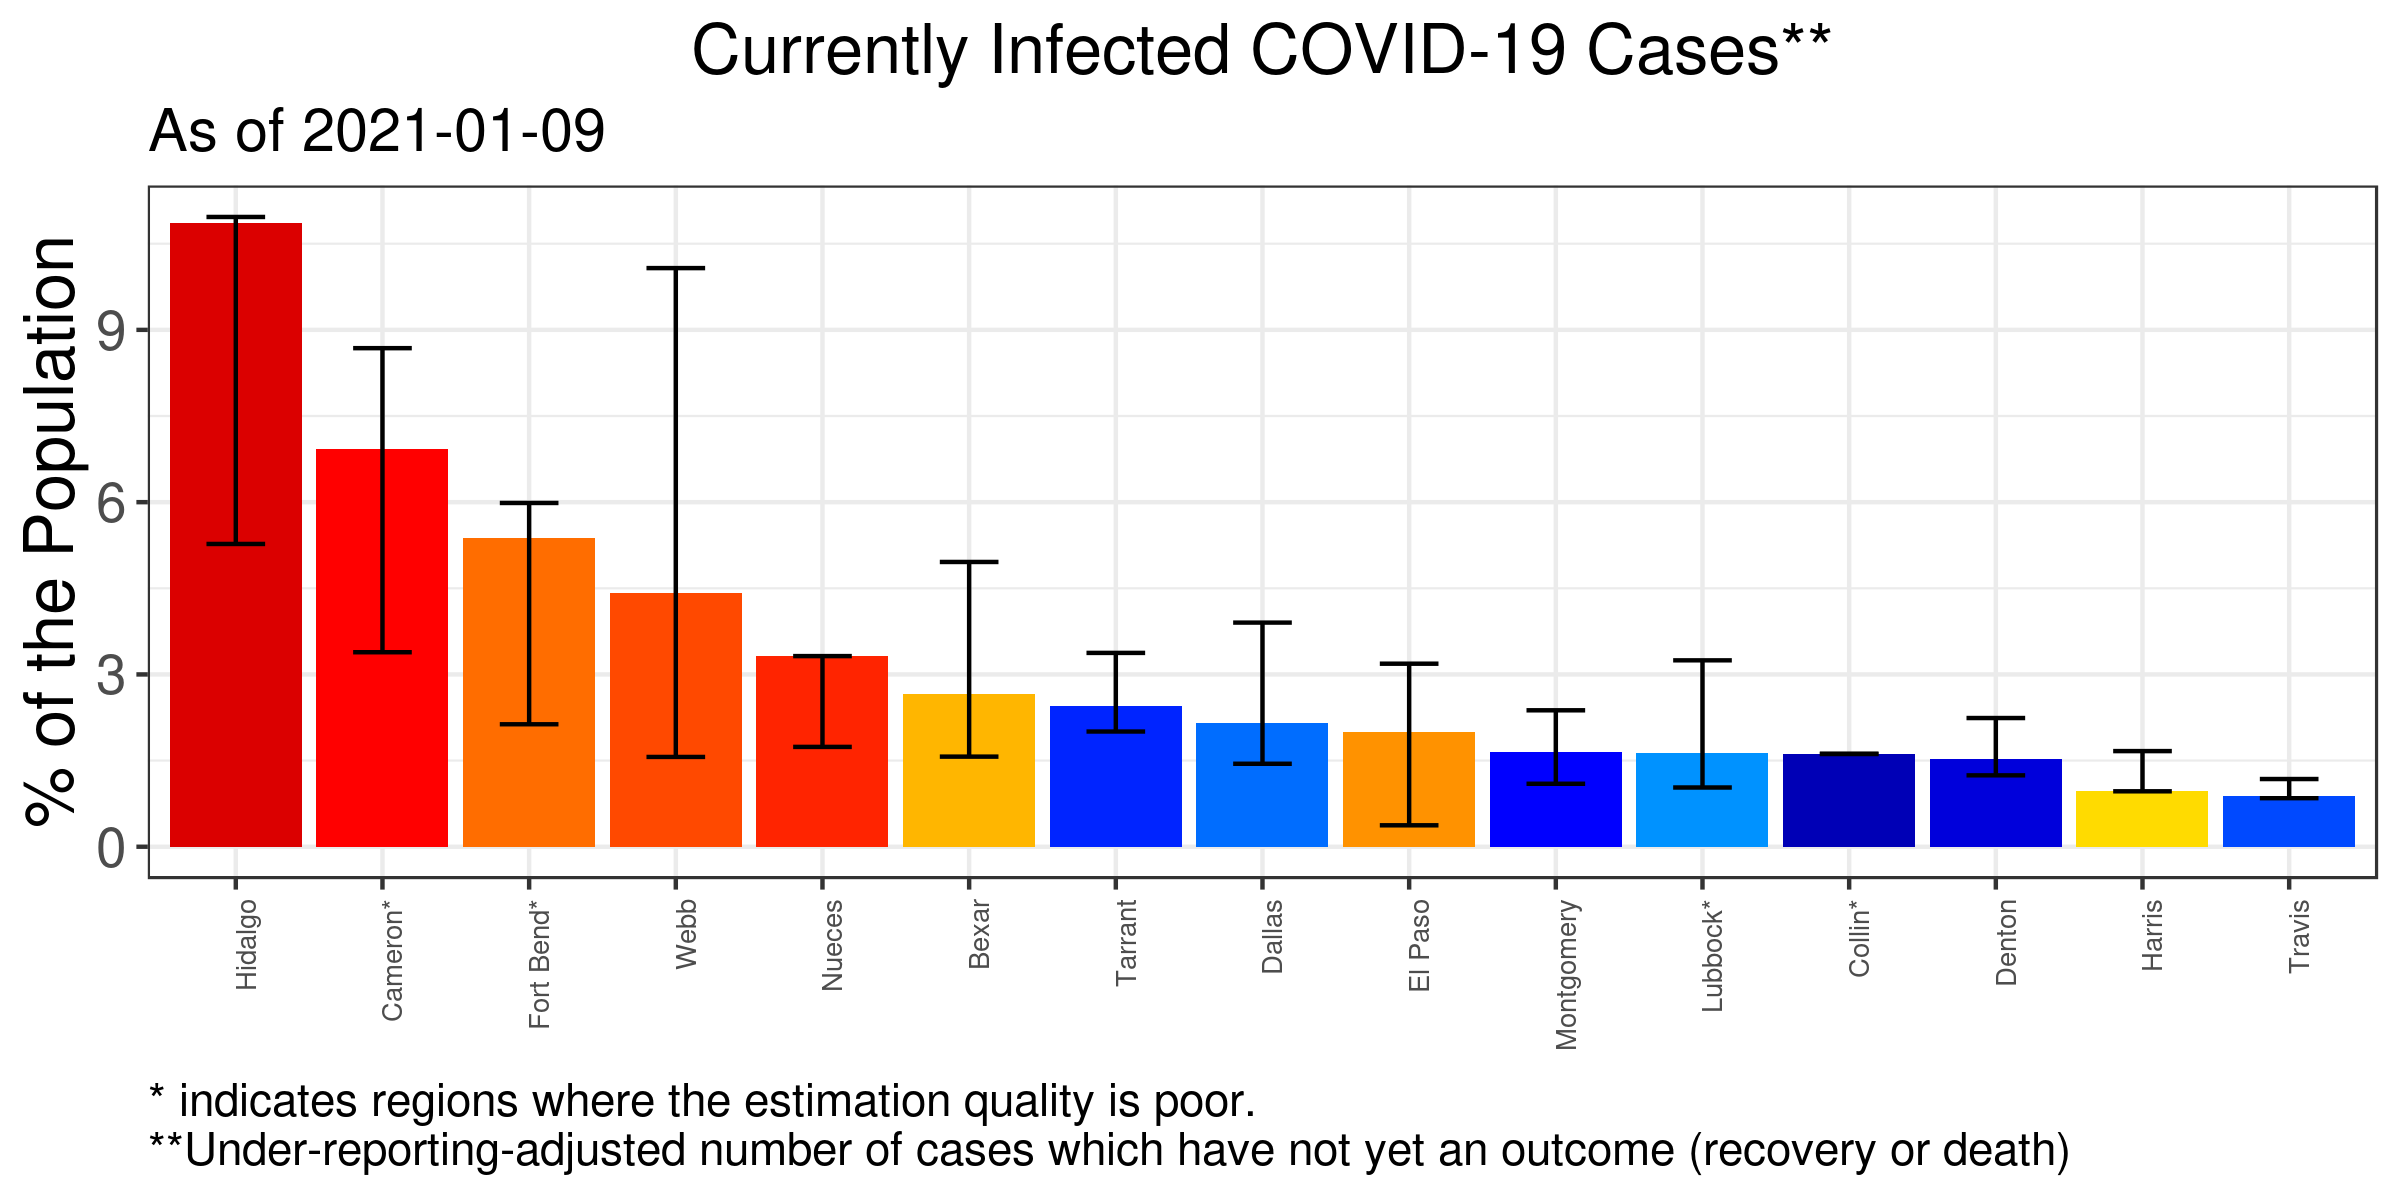 Currently Infected COVID-19 Cases**
As of 2021-01-09
% of the Population
9
6
3
0
Hidalgo
Cameron*
Fort Bend*
Webb
Nueces
Bexar
Tarrant
Dallas
El Paso
Montgomery
Lubbock*
Collin*
Denton
Harris
Travis
* indicates regions where the estimation quality is poor.
**Under-reporting-adjusted number of cases which have not yet an outcome (recovery or death)